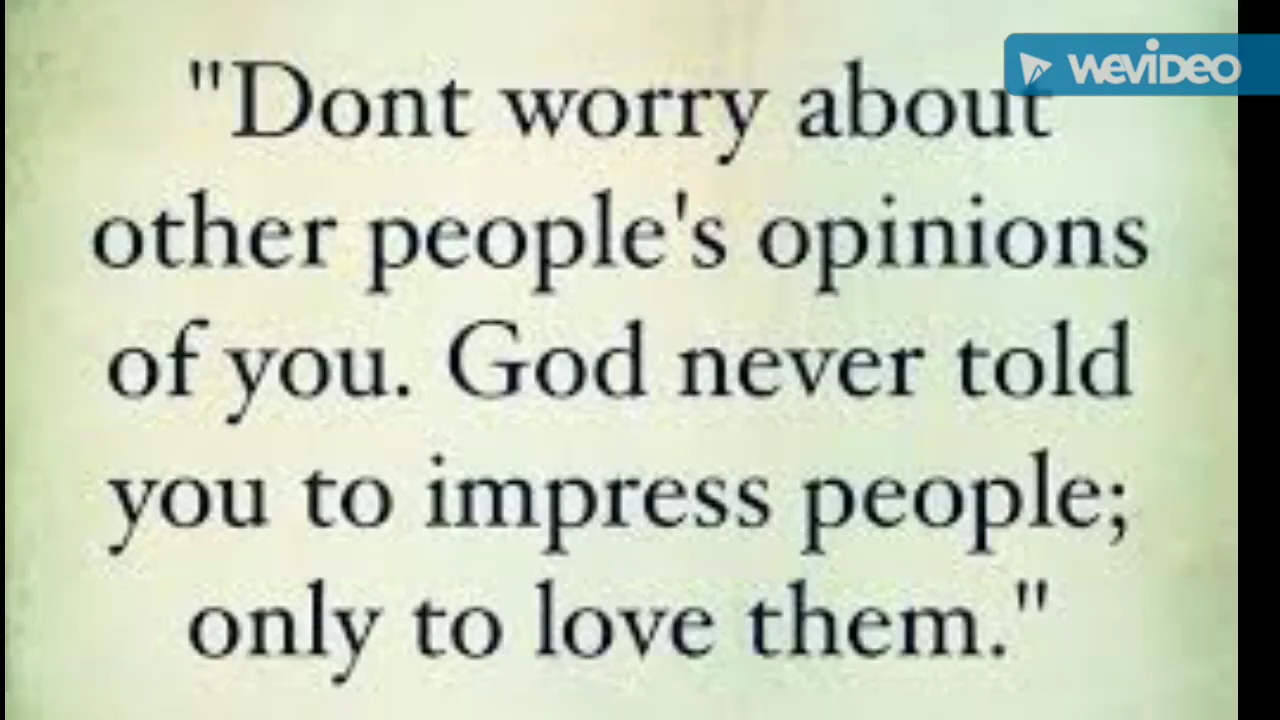 WEVIDEO
"Dont worry about
other people's opinions
of you. God never told
you to impress people;
only to love them."